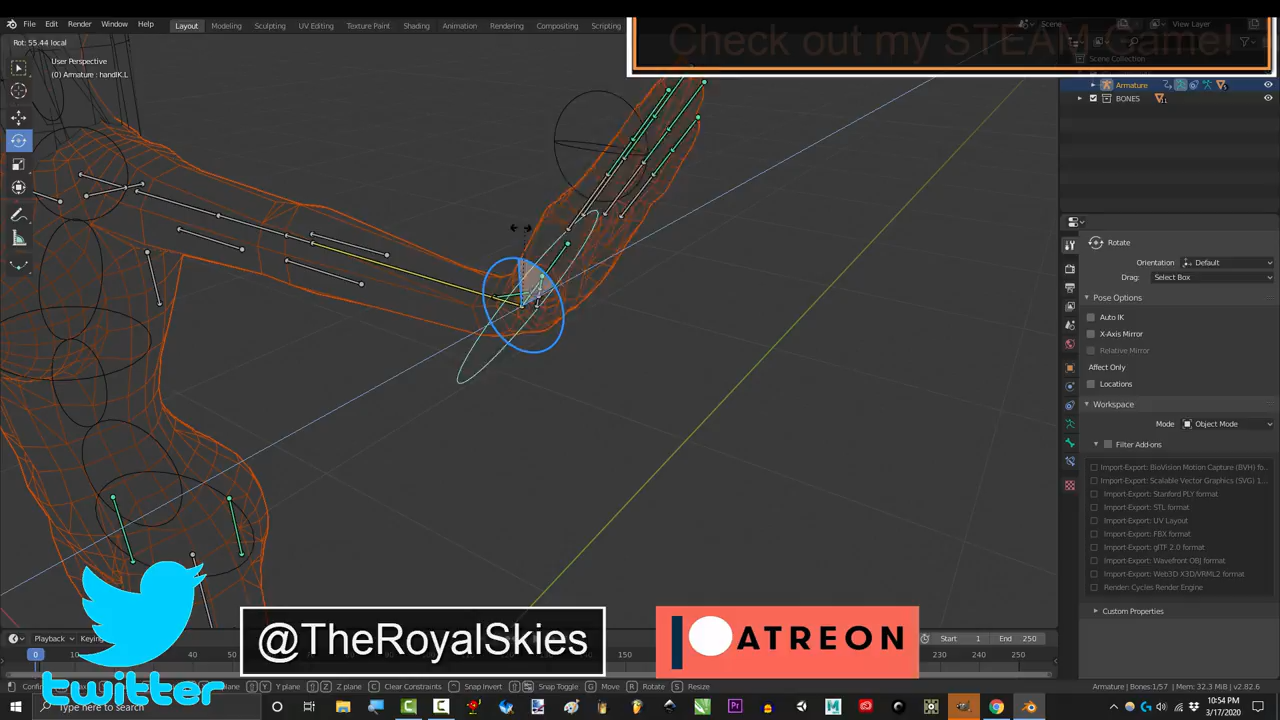 File Edit Render Window Help Layout Modeling Sculpting UV Editing Texture Paint Shading Animation Rendering Compositing Scripting Scene View Layer
Check out my STEAM Game!
Rot: 55.44 local
User Perspective
(0) Armature : handIK.L
Scene Collection
Armature
BONES
Rotate
Orientation: Default
Drag: Select Box
Pose Options
Auto IK
X-Axis Mirror
Relative Mirror
Affect Only
Locations
Workspace
Mode Object Mode
Filter Add-ons
Import-Export: BioVision Motion Capture (BVH) fo...
Import-Export: Scalable Vector Graphics (SVG) 1...
Import-Export: Stanford PLY format
Import-Export: STL format
Import-Export: UV Layout
Import-Export: FBX format
Import-Export: glTF 2.0 format
Import-Export: Wavefront OBJ format
Import-Export: Web3D X3D/VRML2 format
Render: Cycles Render Engine
Custom Properties
@TheRoyalSkies
ATREON
twitter
Playback Keying Start 1 End 250
0 150 230 240 250
Confir plane Y Y plane Z Z plane C Clear Constraints Snap Invert Snap Toggle G Move R Rotate S Resize Armature | Bones:1/57 | Mem: 32.3 MiB | v2.82.6
Type here to search
10:54 PM
3/17/2020